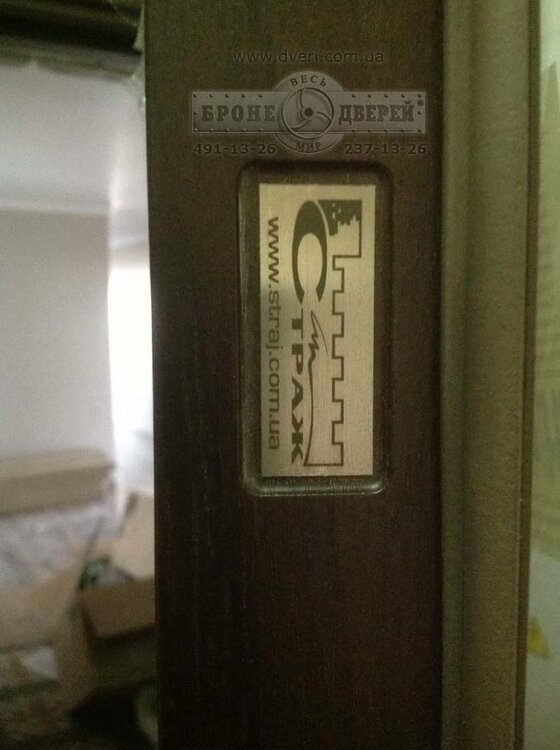 www.dveri.com.ua
ВЕСЬ
БРОНЕ ДВЕРЕЙ®
МИР
491-13-26 237-13-26
СТРАЖ
www.straj.com.ua